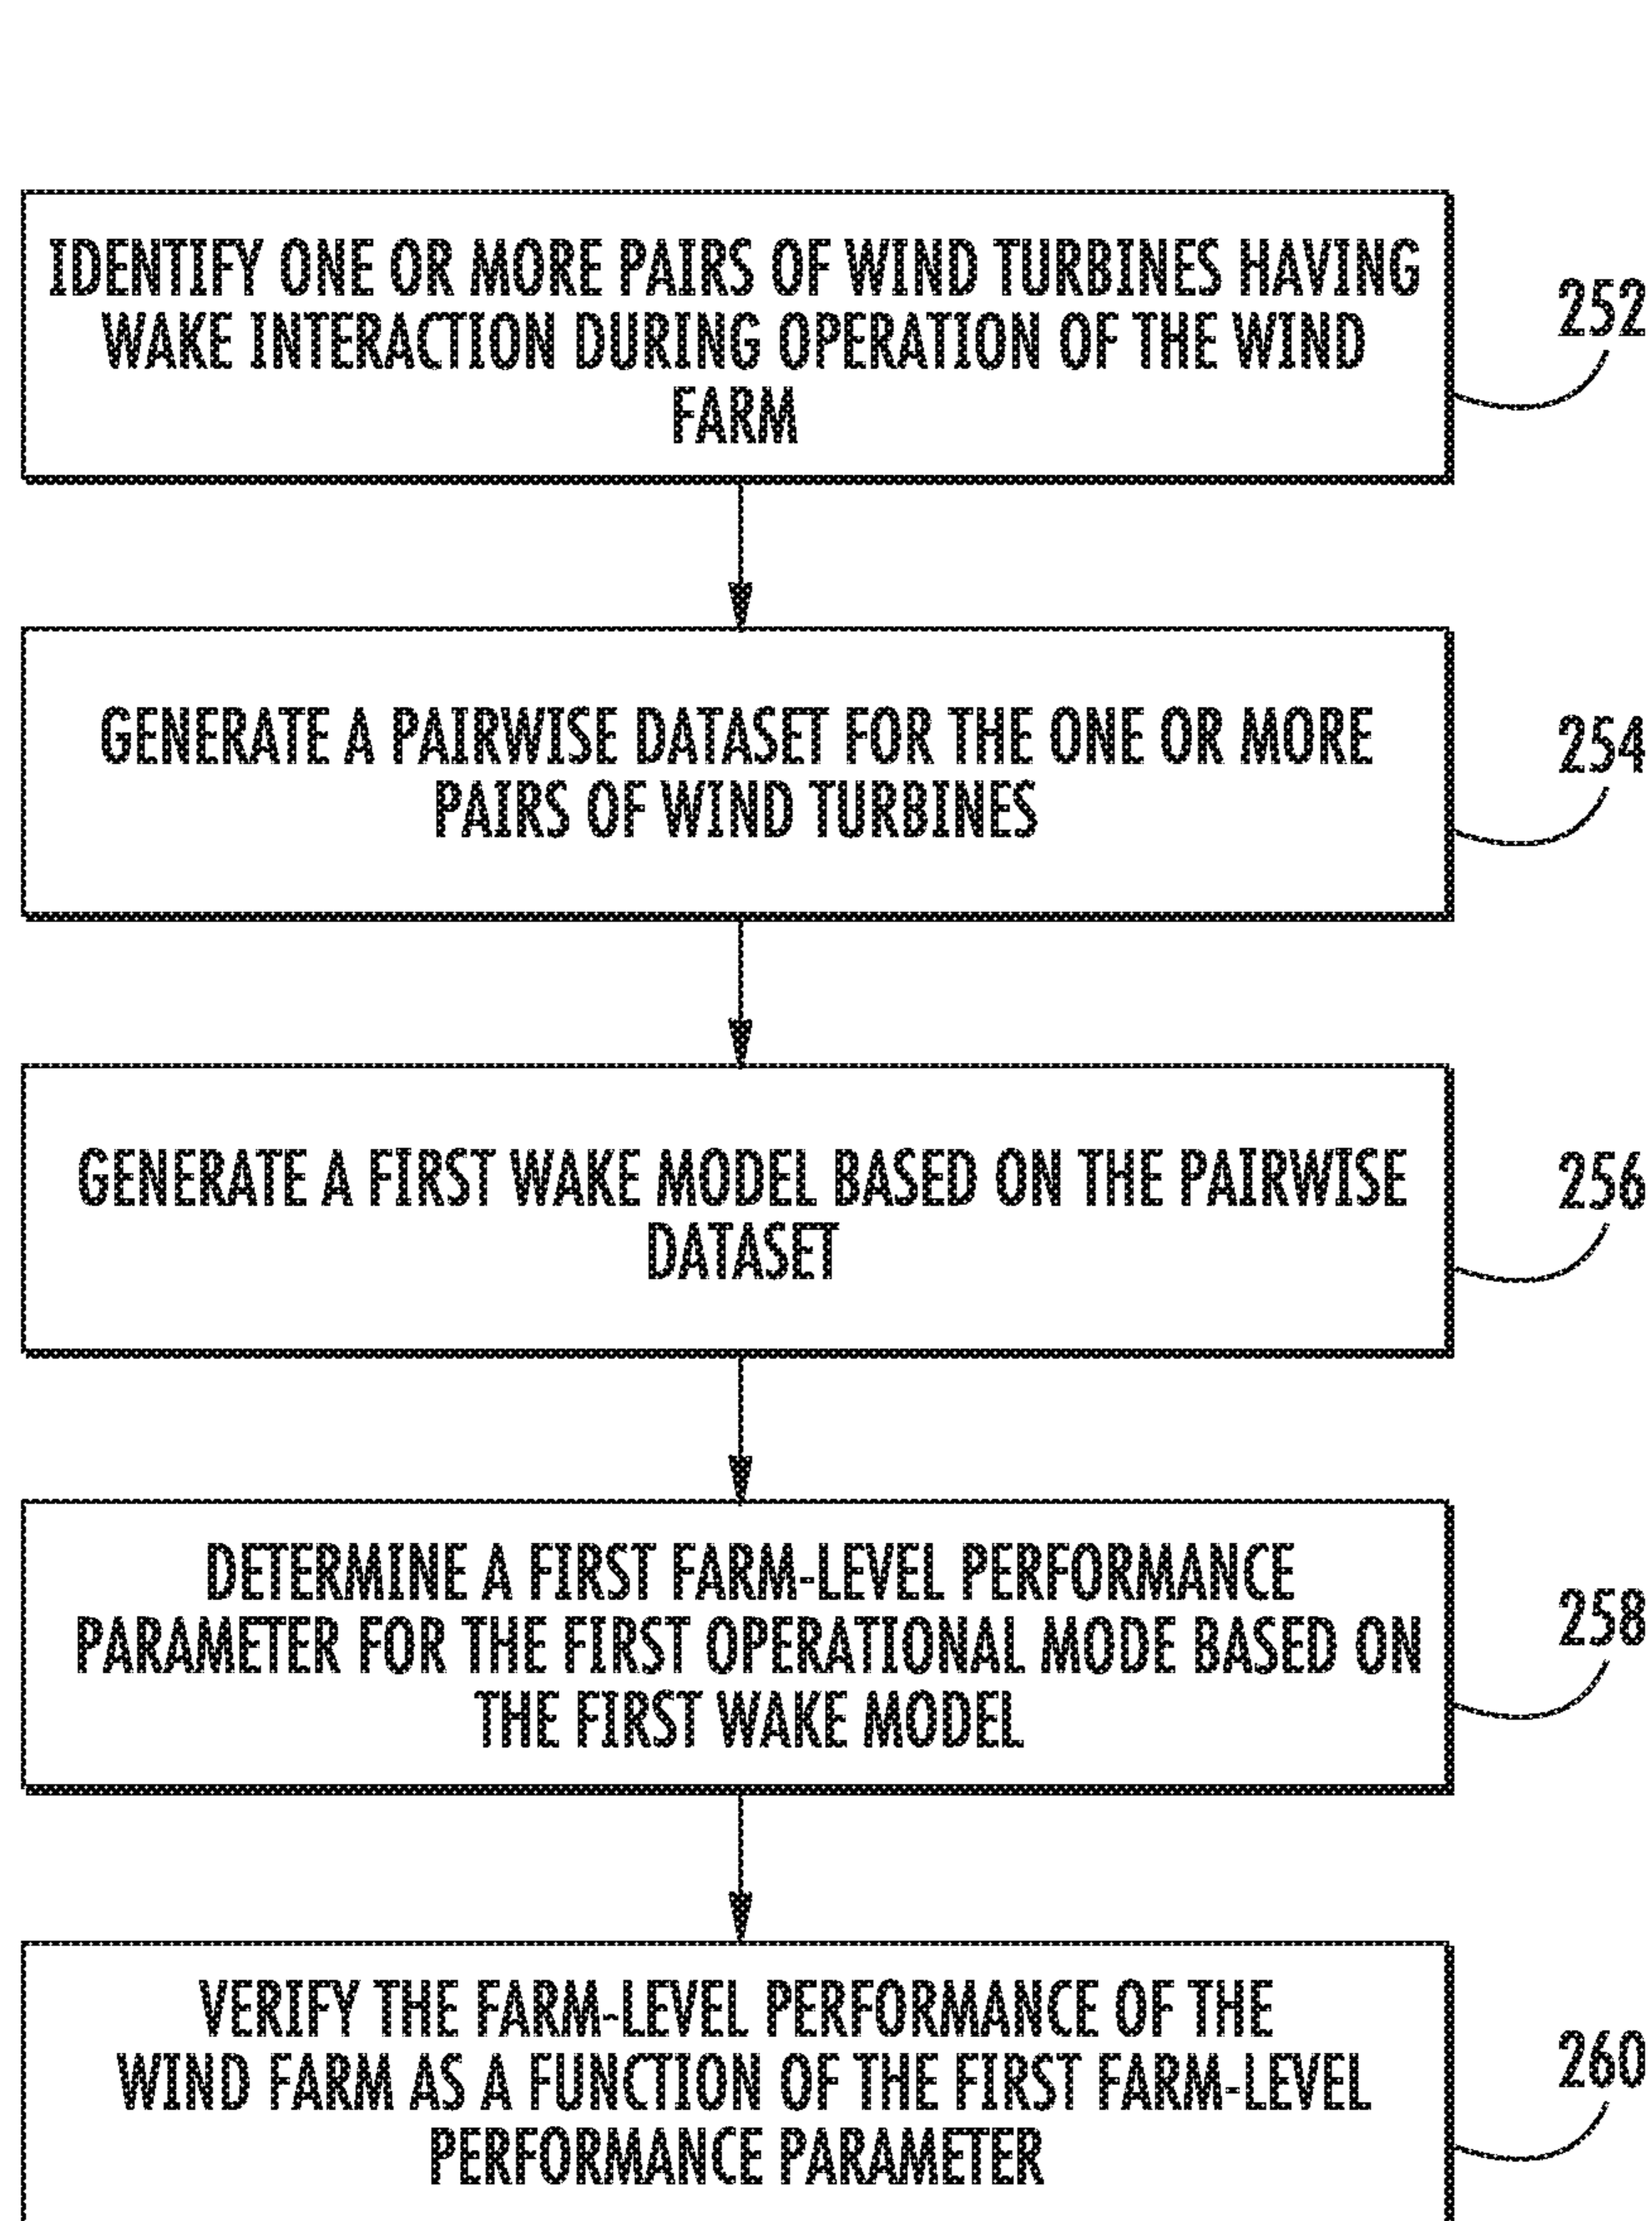 IDENTIFY ONE OR MORE PAIRS OF WIND TURBINES HAVING
WAKE INTERACTION DURING OPERATION OF THE WIND
FARM
252
GENERATE A PAIRWISE DATASET FOR THE ONE OR MORE
PAIRS OF WIND TURBINES
254
GENERATE A FIRST WAKE MODEL BASED ON THE PAIRWISE
DATASET
256
DETERMINE A FIRST FARM-LEVEL PERFORMANCE
PARAMETER FOR THE FIRST OPERATIONAL MODE BASED ON
THE FIRST WAKE MODEL
258
VERIFY THE FARM-LEVEL PERFORMANCE OF THE
WIND FARM AS A FUNCTION OF THE FIRST FARM-LEVEL
PERFORMANCE PARAMETER
260